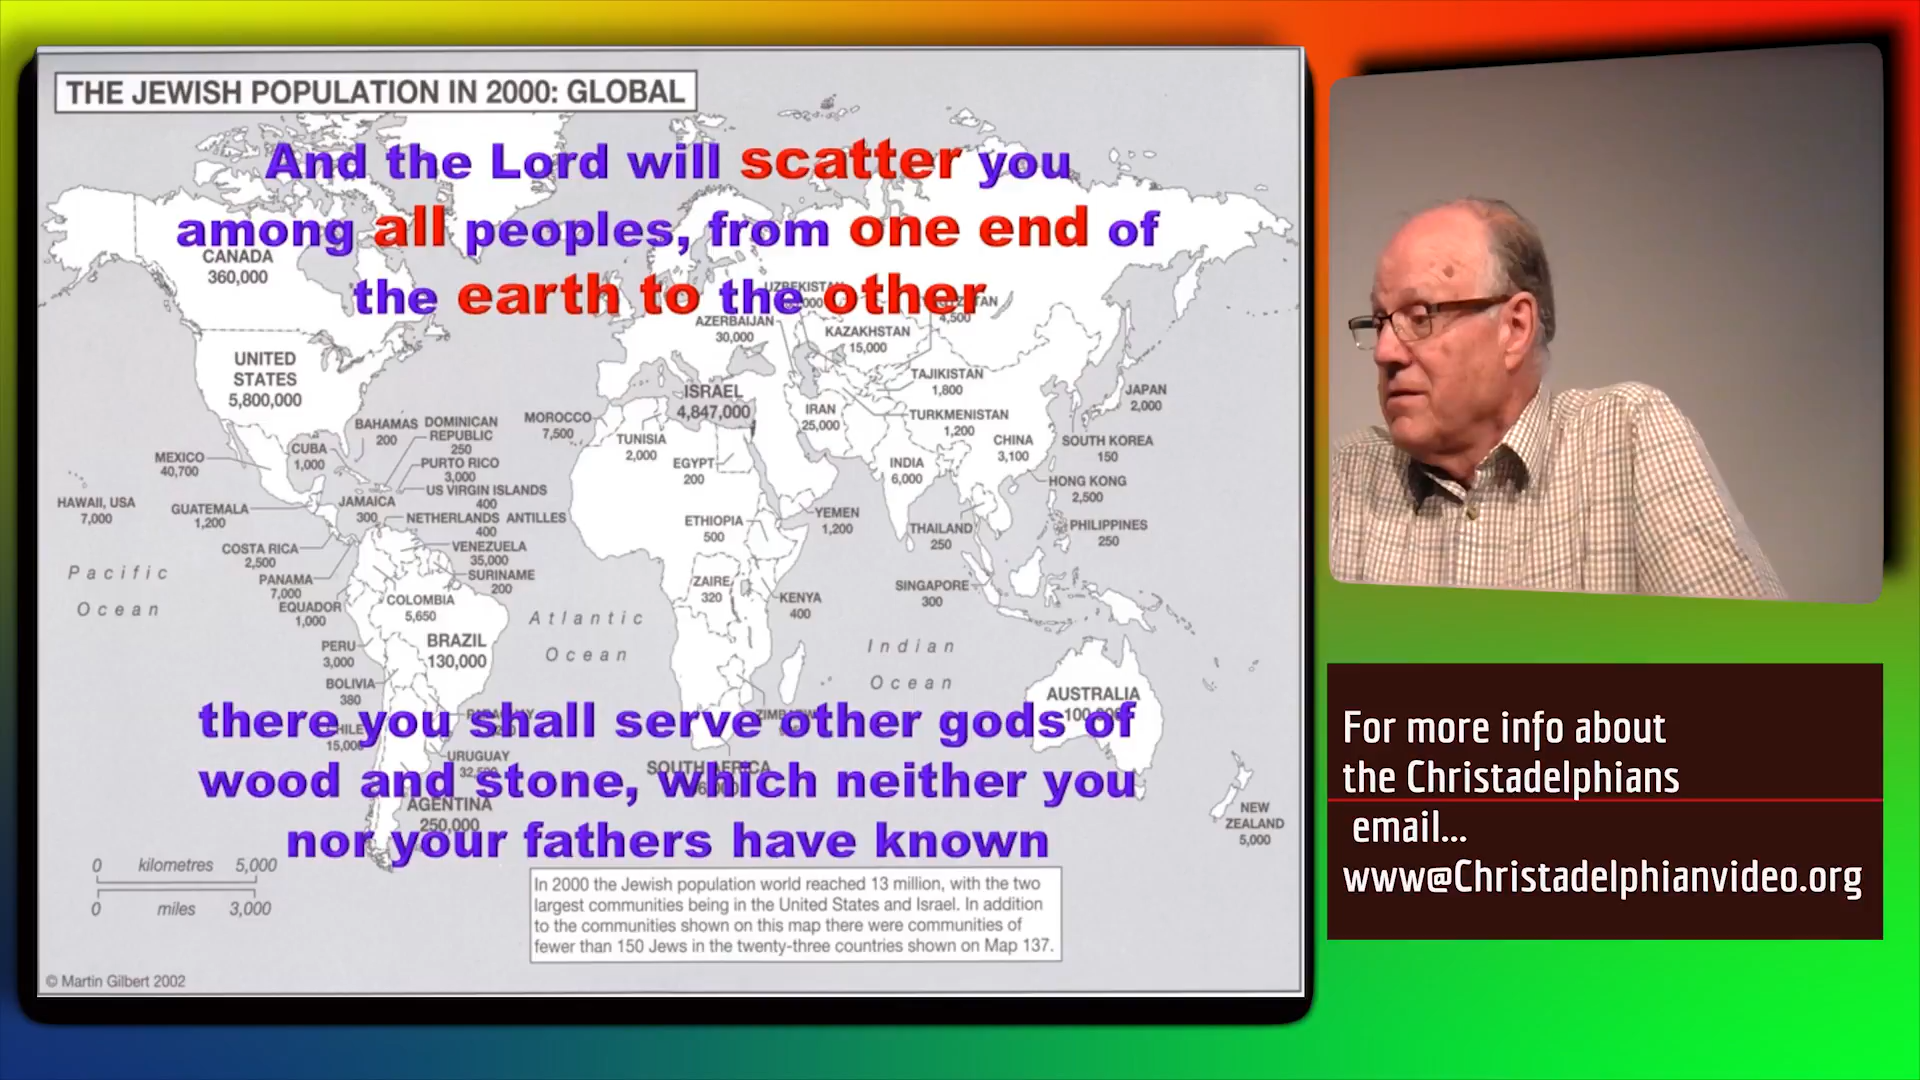 THE JEWISH POPULATION IN 2000: GLOBAL
And the Lord will scatter you
among all peoples, from one end of
the earth to the other
CANADA
360,000
AZERBAIJAN
30,000
KAZAKHSTAN
15,000
4,500
UNITED
STATES
5,800,000
ISRAEL
4,847,000
TAJIKISTAN
1,800
IRAN
25,000
TURKMENISTAN
1,200
JAPAN
2,000
BAHAMAS
200
DOMINICAN
REPUBLIC
250
MOROCCO
7,500
TUNISIA
2,000
CHINA
3,100
SOUTH KOREA
150
MEXICO
40,700
CUBA
1,000
PURTO RICO
3,000
EGYPT
200
INDIA
6,000
HONG KONG
2,500
HAWAII, USA
7,000
GUATEMALA
1,200
JAMAICA
300
US VIRGIN ISLANDS
400
NETHERLANDS ANTILLES
400
ETHIOPIA
500
YEMEN
1,200
THAILAND
250
PHILIPPINES
250
COSTA RICA
2,500
VENEZUELA
35,000
PANAMA
7,000
SURINAME
200
Pacific
Ocean
EQUADOR
1,000
COLOMBIA
5,650
ZAIRE
320
KENYA
400
SINGAPORE
300
Atlantic
Ocean
Indian
Ocean
PERU
3,000
BRAZIL
130,000
BOLIVIA
380
AUSTRALIA
there you shall serve other gods of
wood and stone, which neither you
nor your fathers have known
15,000
URUGUAY
AGENTINA
250,000
NEW
ZEALAND
5,000
0 kilometres 5,000
0 miles 3,000
In 2000 the Jewish population world reached 13 million, with the two
largest communities being in the United States and Israel. In addition
to the communities shown on this map there were communities of
fewer than 150 Jews in the twenty-three countries shown on Map 137.
© Martin Gilbert 2002
For more info about
the Christadelphians
email...
www@Christadelphianvideo.org